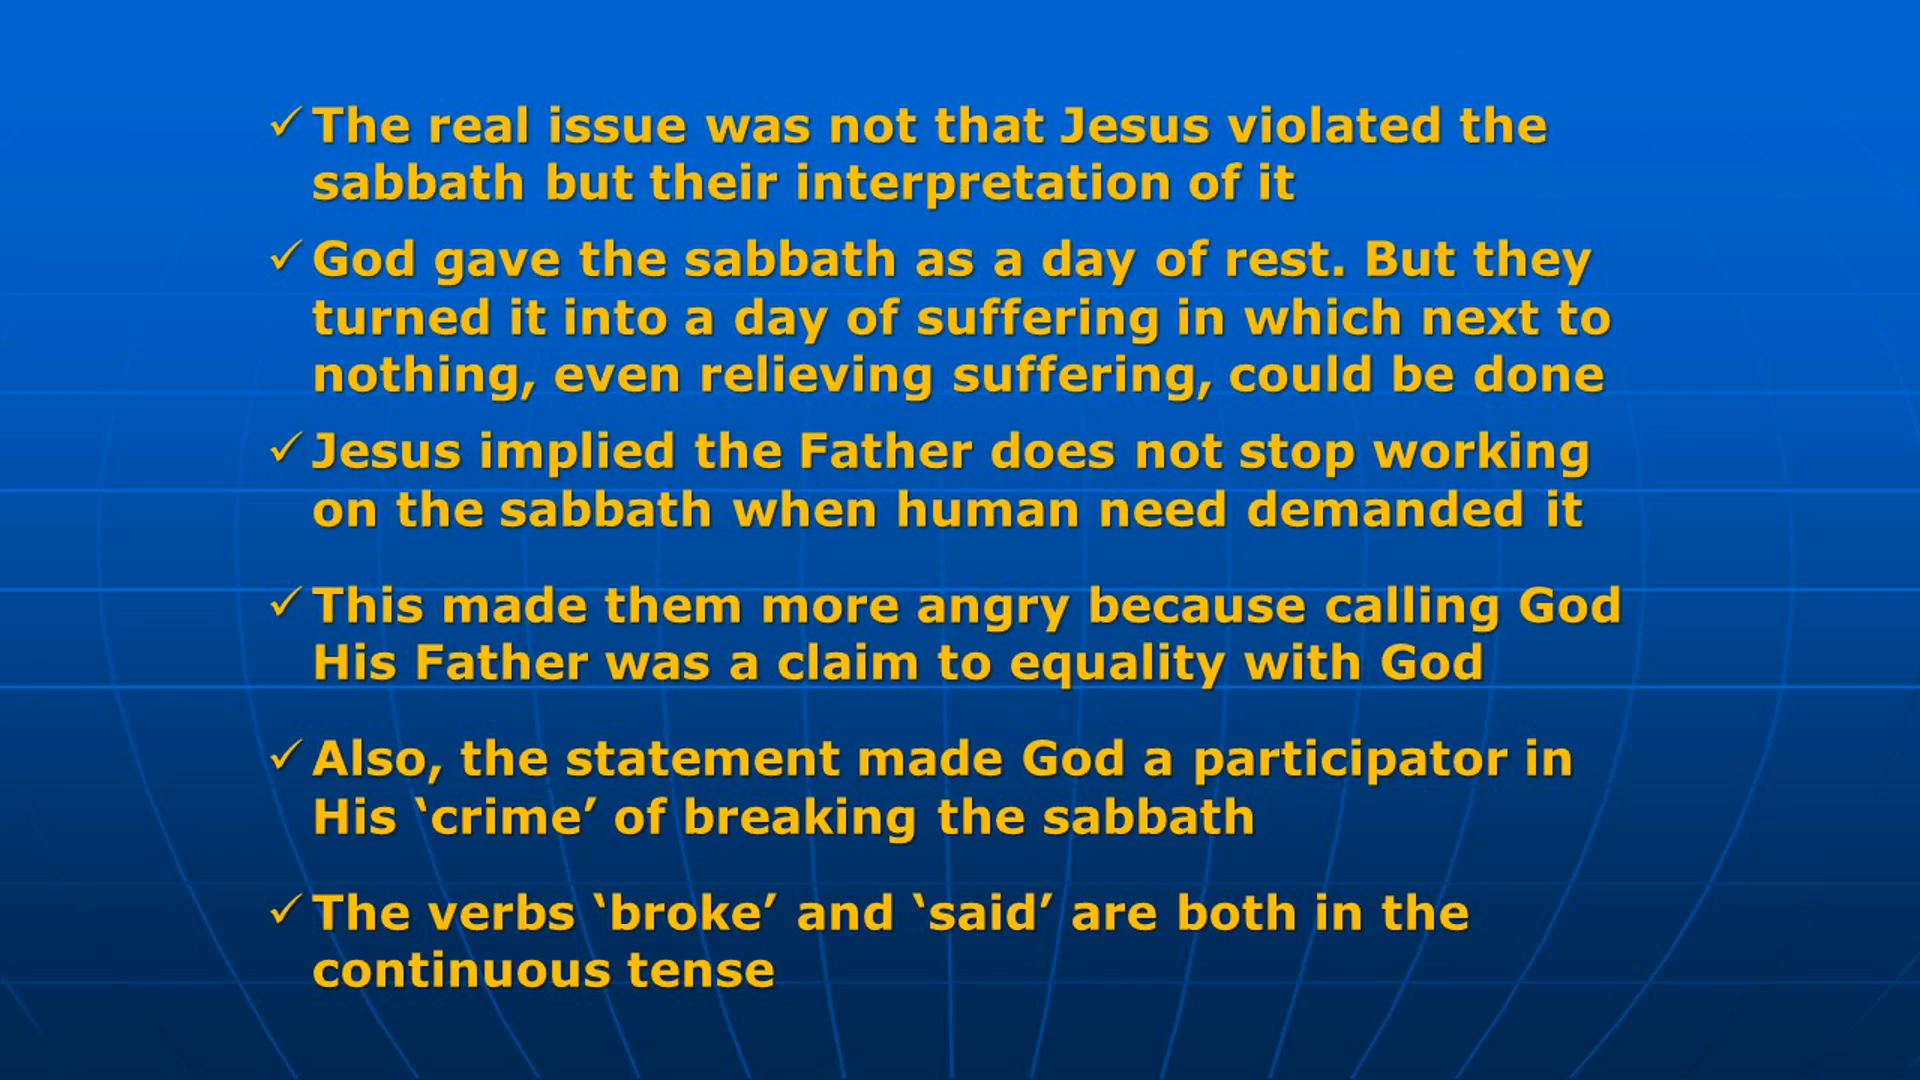 ✓ The real issue was not that Jesus violated the
sabbath but their interpretation of it
✓ God gave the sabbath as a day of rest. But they
turned it into a day of suffering in which next to
nothing, even relieving suffering, could be done
✓ Jesus implied the Father does not stop working
on the sabbath when human need demanded it
✓ This made them more angry because calling God
His Father was a claim to equality with God
✓ Also, the statement made God a participator in
His ‘crime’ of breaking the sabbath
✓ The verbs ‘broke’ and ‘said’ are both in the
continuous tense